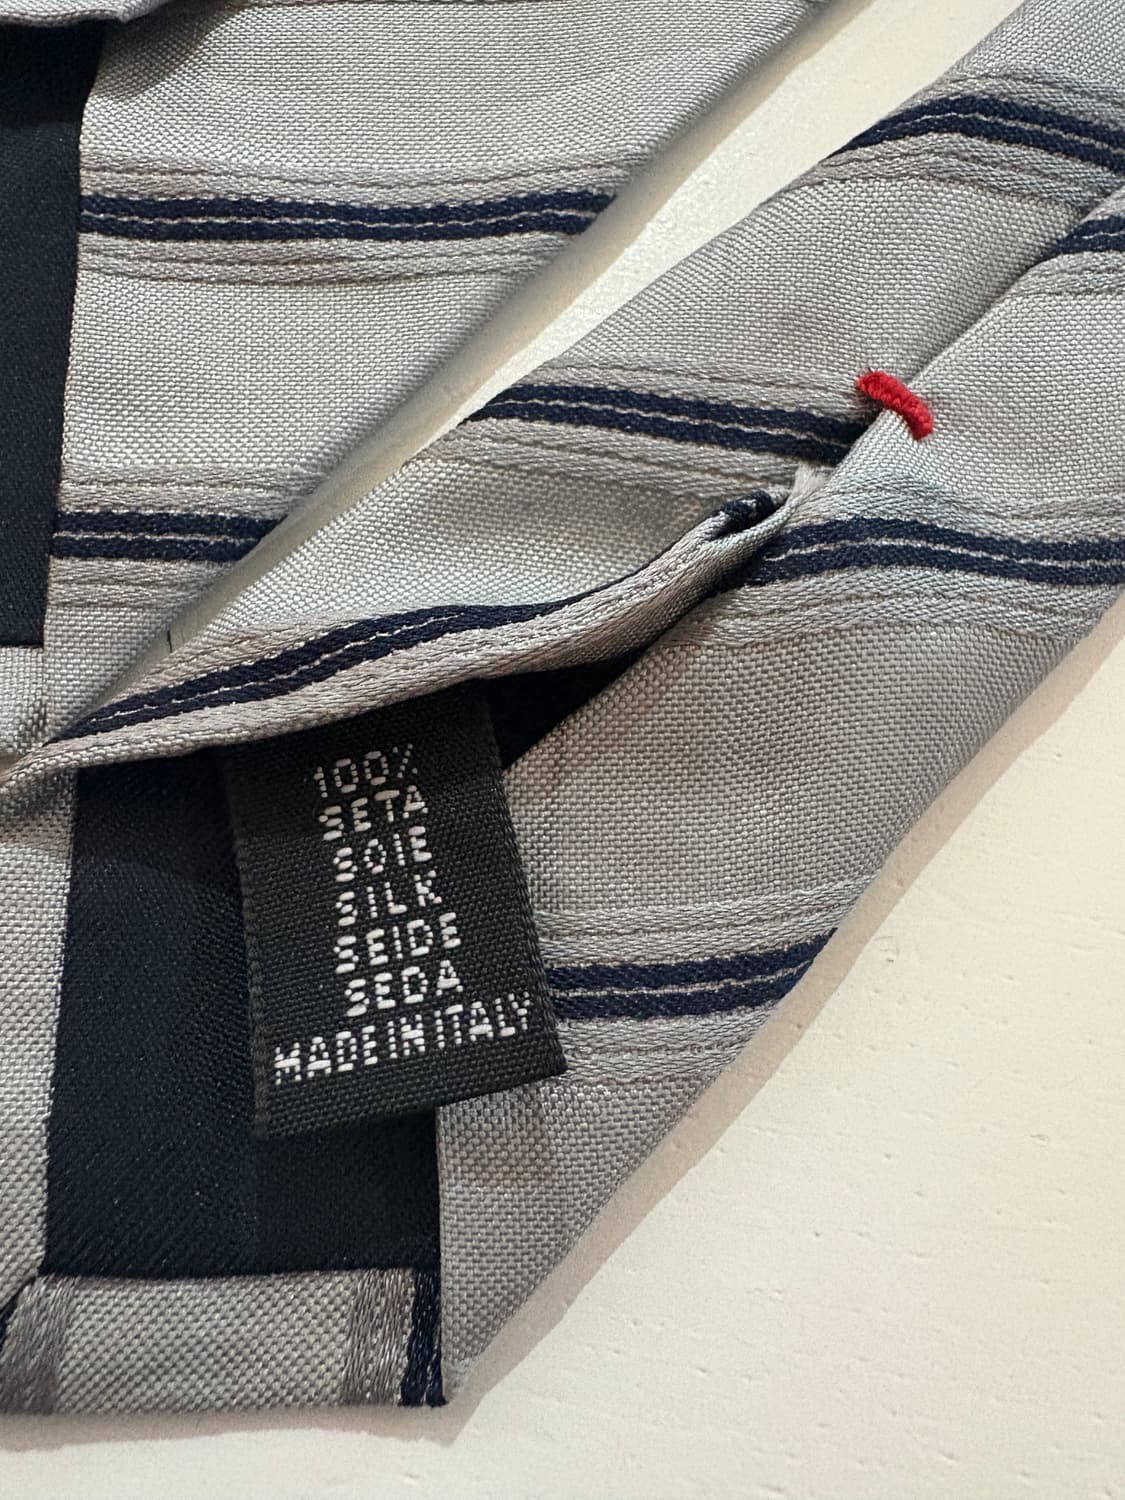 100%
SETA
SOIE
SILK
SEIDE
SEDA
MADE IN ITALY